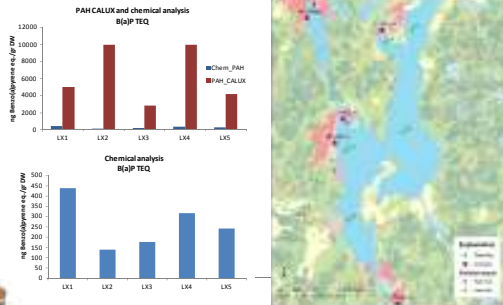 PAH CALUX and chemical analysis
B(a)P TEQ
ng Benzo(a)pyrene eq./gr DW
12000
10000
8000
6000
4000
2000
0
Chem_PAH
PAH_CALUX
LX1 LX2 LX3 LX4 LX5
Chemical analysis
B(a)P TEQ
ng Benzo(a)pyrene eq./gr DW
500
450
400
350
300
250
200
150
100
50
0
LX1 LX2 LX3 LX4 LX5
Explanation